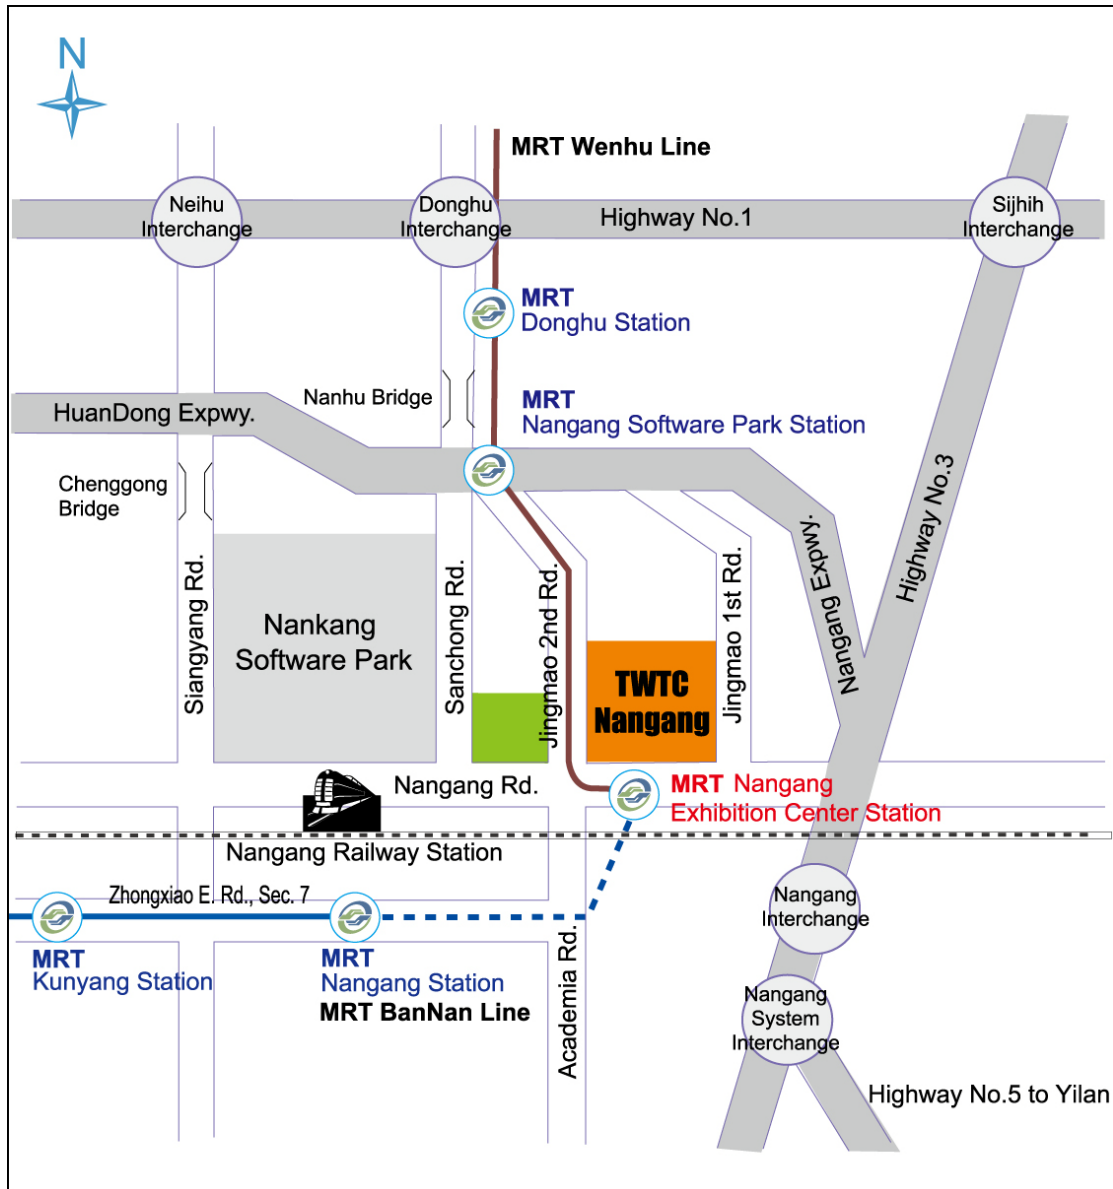 N
MRT Wenhu Line
Neihu
Interchange
Donghu
Interchange
Highway No.1
Sijhih
Interchange
MRT
Donghu Station
Nanhu Bridge
MRT
Nangang Software Park Station
HuanDong Expwy.
Chenggong
Bridge
Highway No.3
Nangang Expwy.
Siangyang Rd.
Nankang
Software Park
Sanchong Rd.
Jingmao 2nd Rd.
TWTC
Nangang
Jingmao 1st Rd.
Nangang Rd.
MRT Nangang
Exhibition Center Station
Nangang Railway Station
Zhongxiao E. Rd., Sec. 7
Nangang
Interchange
MRT
Kunyang Station
MRT
Nangang Station
MRT BanNan Line
Academia Rd.
Nangang
System
Interchange
Highway No.5 to Yilan